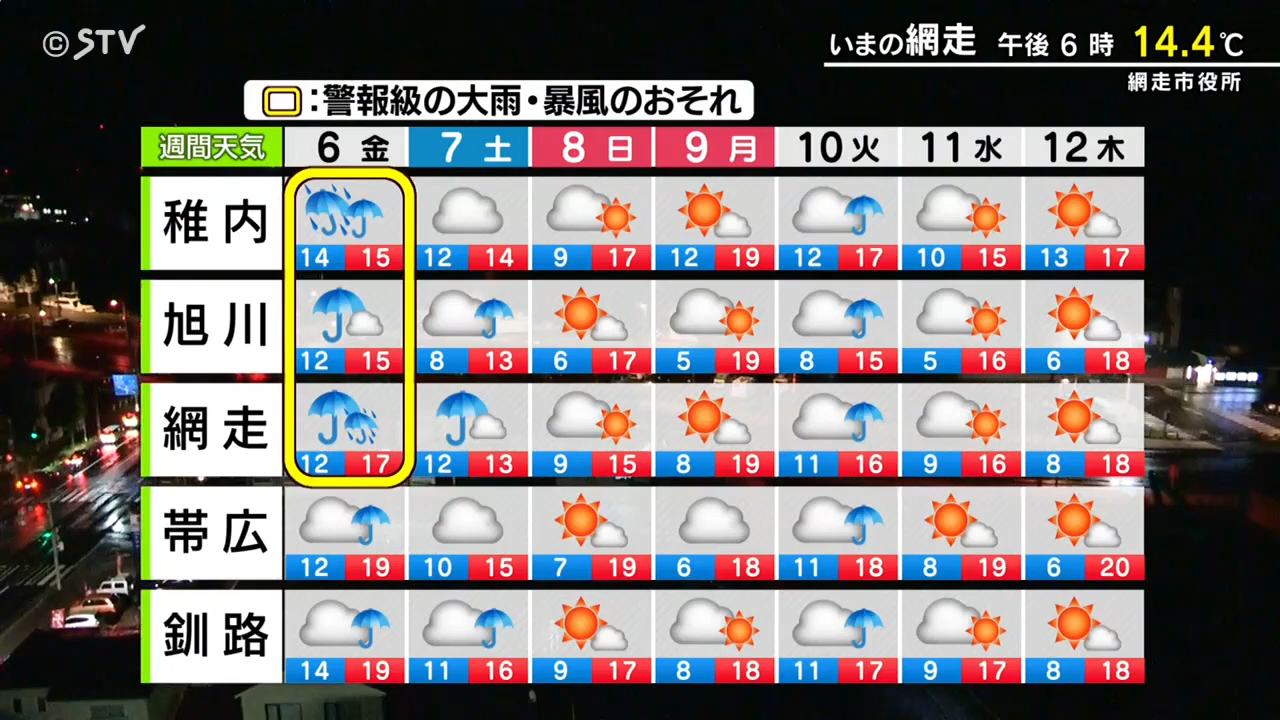 © STV
いまの網走 午後6時 14.4℃
網走市役所
：警報級の大雨・暴風のおそれ
週間天気 6金 7土 8日 9月 10火 11水 12木
稚内 14 15 12 14 9 17 12 19 12 17 10 15 13 17
旭川 12 15 8 13 6 17 5 19 8 15 5 16 6 18
網走 12 17 12 13 9 15 8 19 11 16 9 16 8 18
帯広 12 19 10 15 7 19 6 18 11 18 8 19 6 20
釧路 14 19 11 16 9 17 8 18 11 17 9 17 8 18